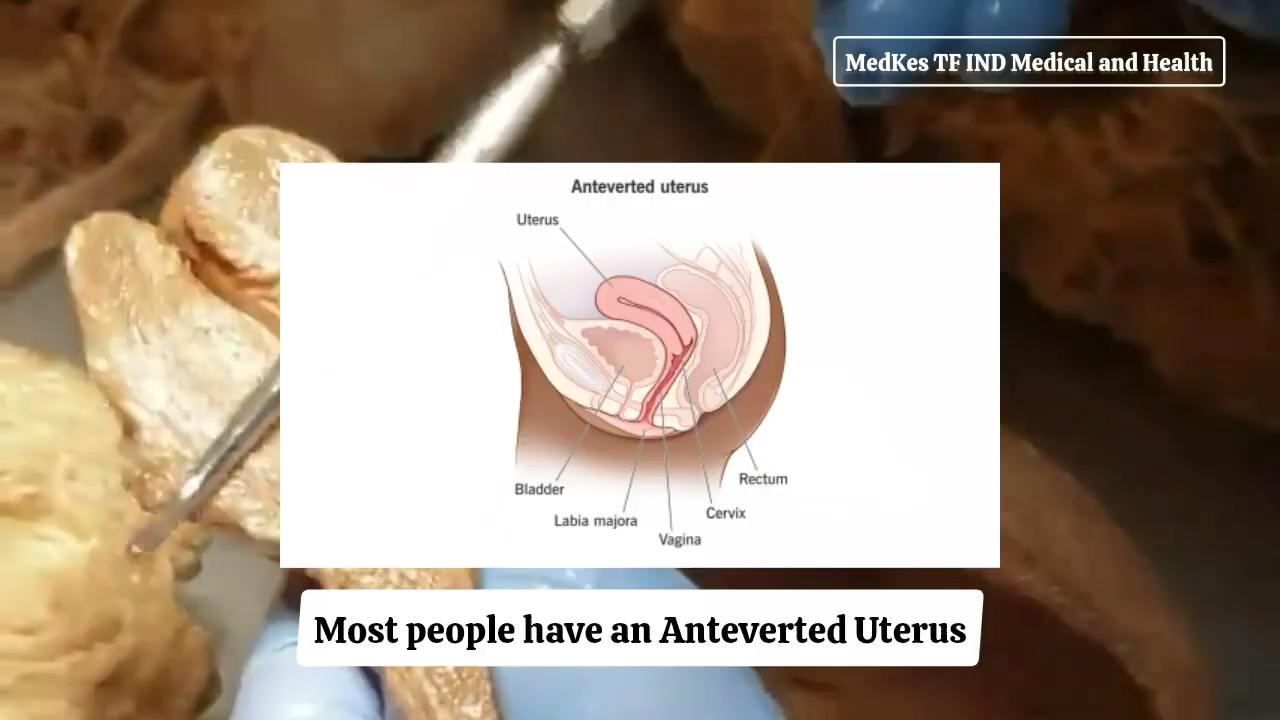 MedKes TF IND Medical and Health
Anteverted uterus
Uterus
Bladder
Rectum
Labia majora
Cervix
Vagina
Most people have an Anteverted Uterus